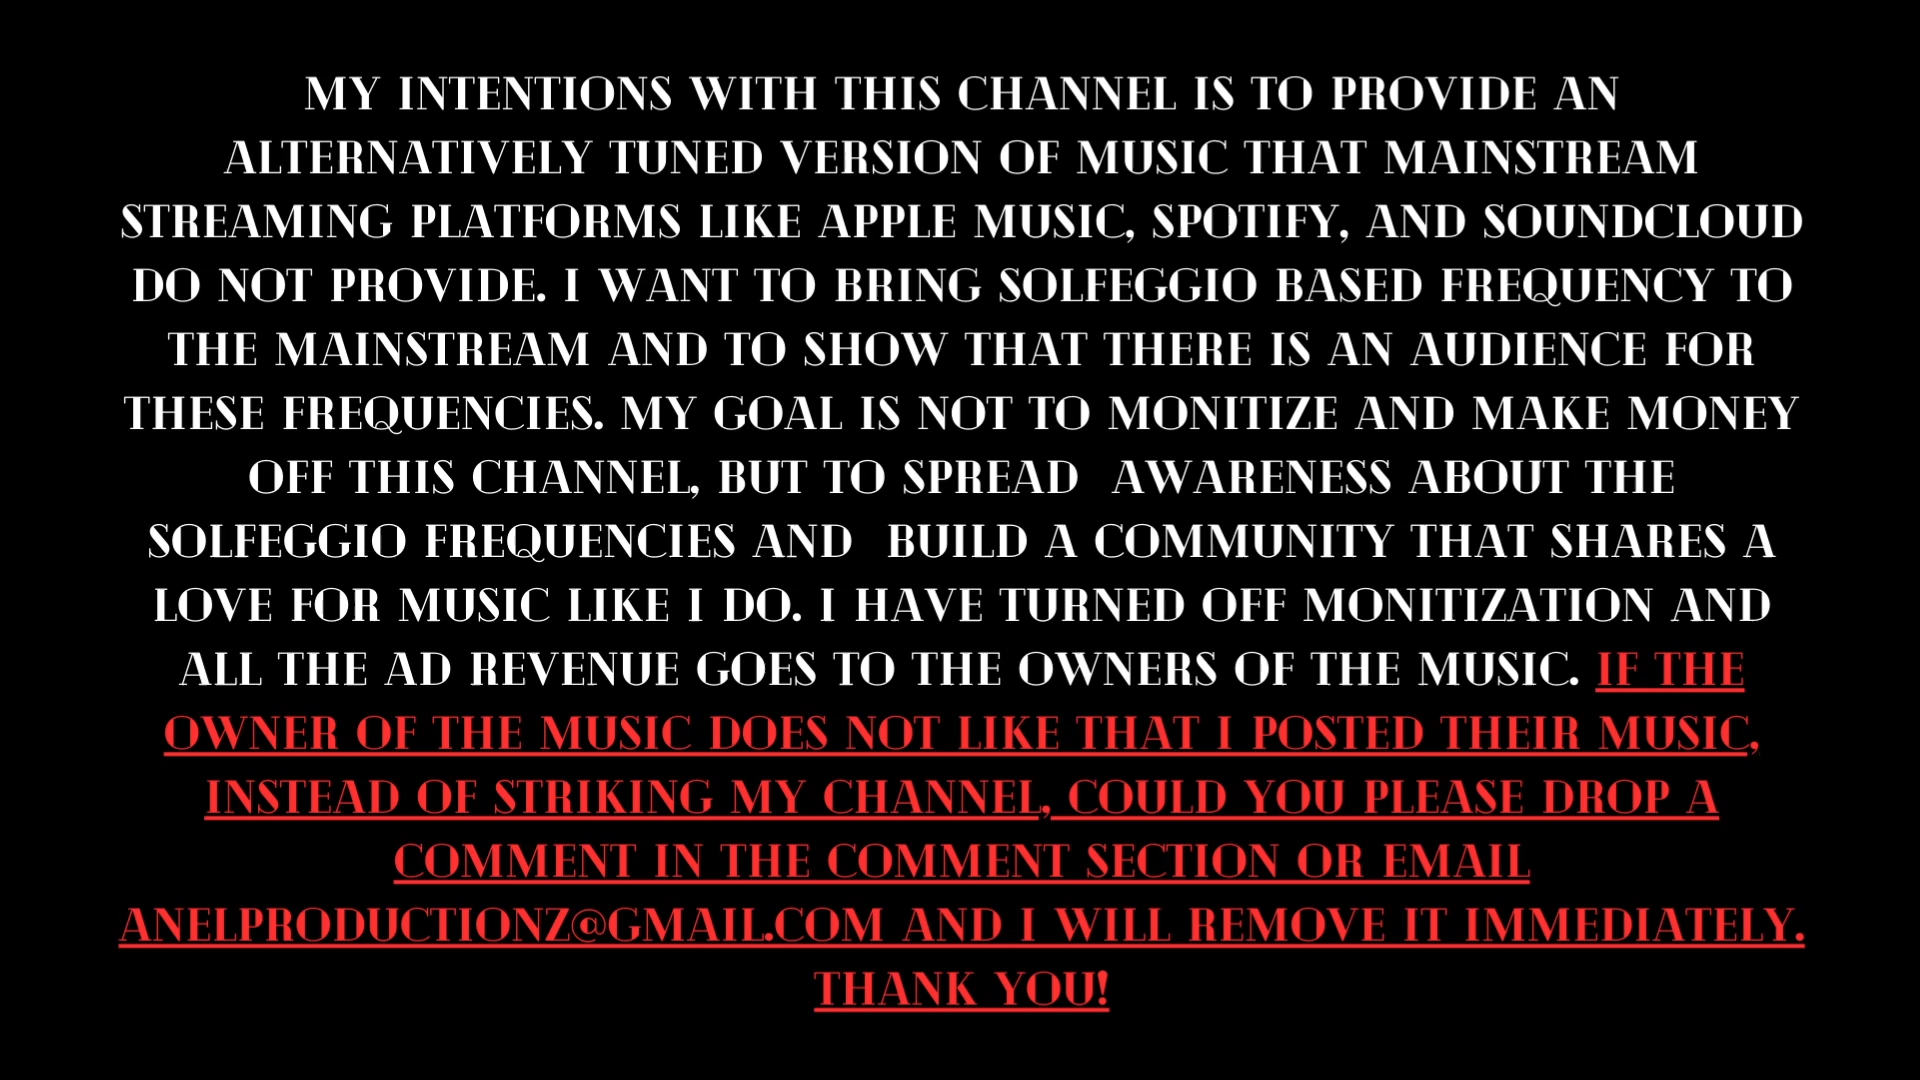 MY INTENTIONS WITH THIS CHANNEL IS TO PROVIDE AN
ALTERNATIVELY TUNED VERSION OF MUSIC THAT MAINSTREAM
STREAMING PLATFORMS LIKE APPLE MUSIC, SPOTIFY, AND SOUNDCLOUD
DO NOT PROVIDE. I WANT TO BRING SOLFEGGIO BASED FREQUENCY TO
THE MAINSTREAM AND TO SHOW THAT THERE IS AN AUDIENCE FOR
THESE FREQUENCIES. MY GOAL IS NOT TO MONITIZE AND MAKE MONEY
OFF THIS CHANNEL, BUT TO SPREAD  AWARENESS ABOUT THE
SOLFEGGIO FREQUENCIES AND  BUILD A COMMUNITY THAT SHARES A
LOVE FOR MUSIC LIKE I DO. I HAVE TURNED OFF MONITIZATION AND
ALL THE AD REVENUE GOES TO THE OWNERS OF THE MUSIC. IF THE
OWNER OF THE MUSIC DOES NOT LIKE THAT I POSTED THEIR MUSIC,
INSTEAD OF STRIKING MY CHANNEL, COULD YOU PLEASE DROP A
COMMENT IN THE COMMENT SECTION OR EMAIL
ANELPRODUCTIONZ@GMAIL.COM AND I WILL REMOVE IT IMMEDIATELY.
THANK YOU!